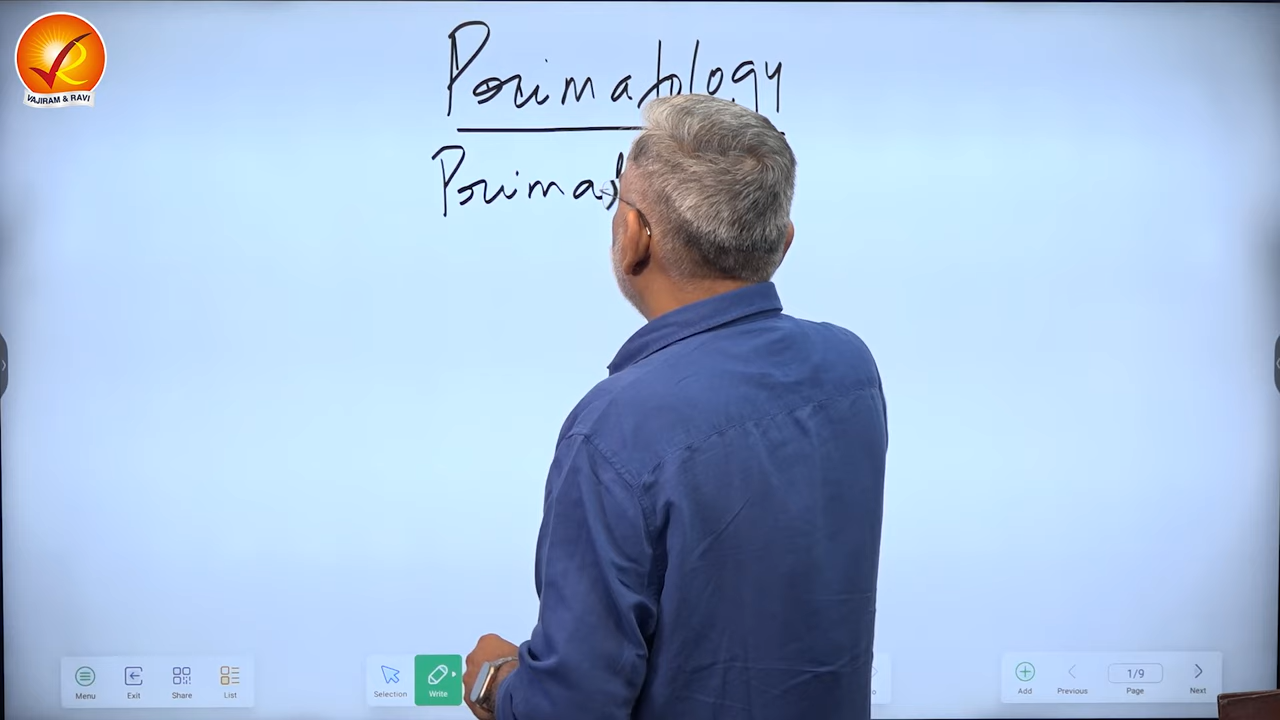 VAJIRAM & RAVI
Primatology
Menu
Exit
Share
List
Selection
Write
Add
Previous
1/9
Page
Next